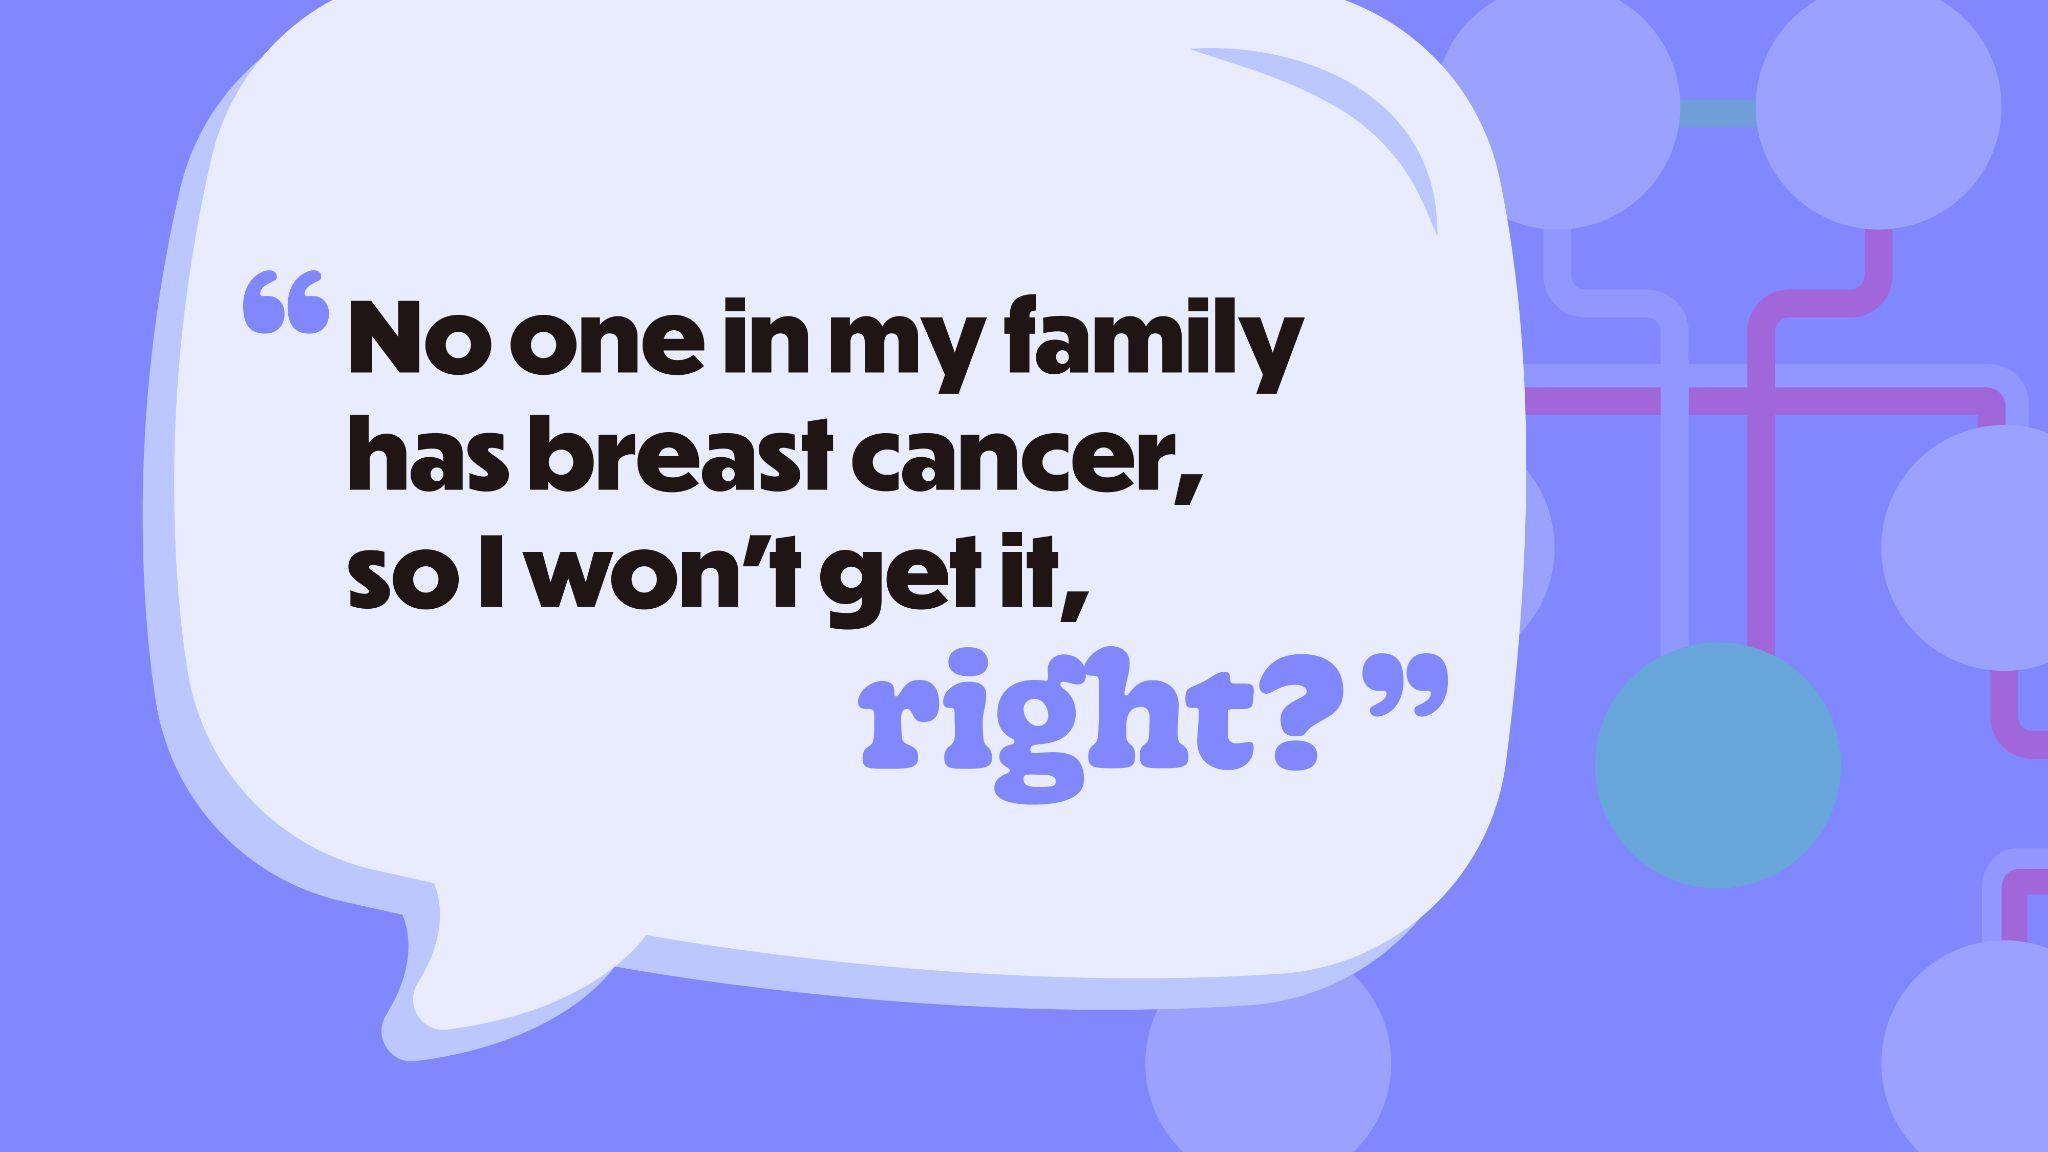 “No one in my family
has breast cancer,
so I won’t get it,
right?”